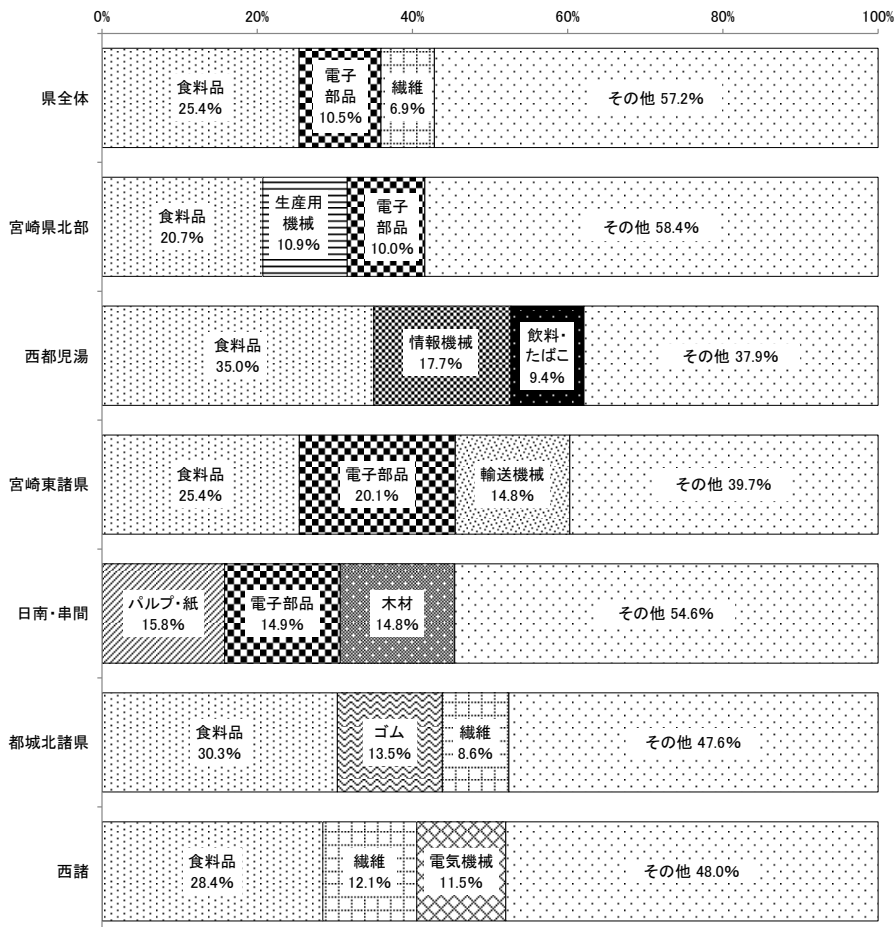 0% 20% 40% 60% 80% 100%
県全体
食料品
25.4%
電子
部品
10.5%
繊維
6.9%
その他 57.2%
宮崎県北部
食料品
20.7%
生産用
機械
10.9%
電子
部品
10.0%
その他 58.4%
西都児湯
食料品
35.0%
情報機械
17.7%
飲料・
たばこ
9.4%
その他 37.9%
宮崎東諸県
食料品
25.4%
電子部品
20.1%
輸送機械
14.8%
その他 39.7%
日南・串間
パルプ・紙
15.8%
電子部品
14.9%
木材
14.8%
その他 54.6%
都城北諸県
食料品
30.3%
ゴム
13.5%
繊維
8.6%
その他 47.6%
西諸
食料品
28.4%
繊維
12.1%
電気機械
11.5%
その他 48.0%